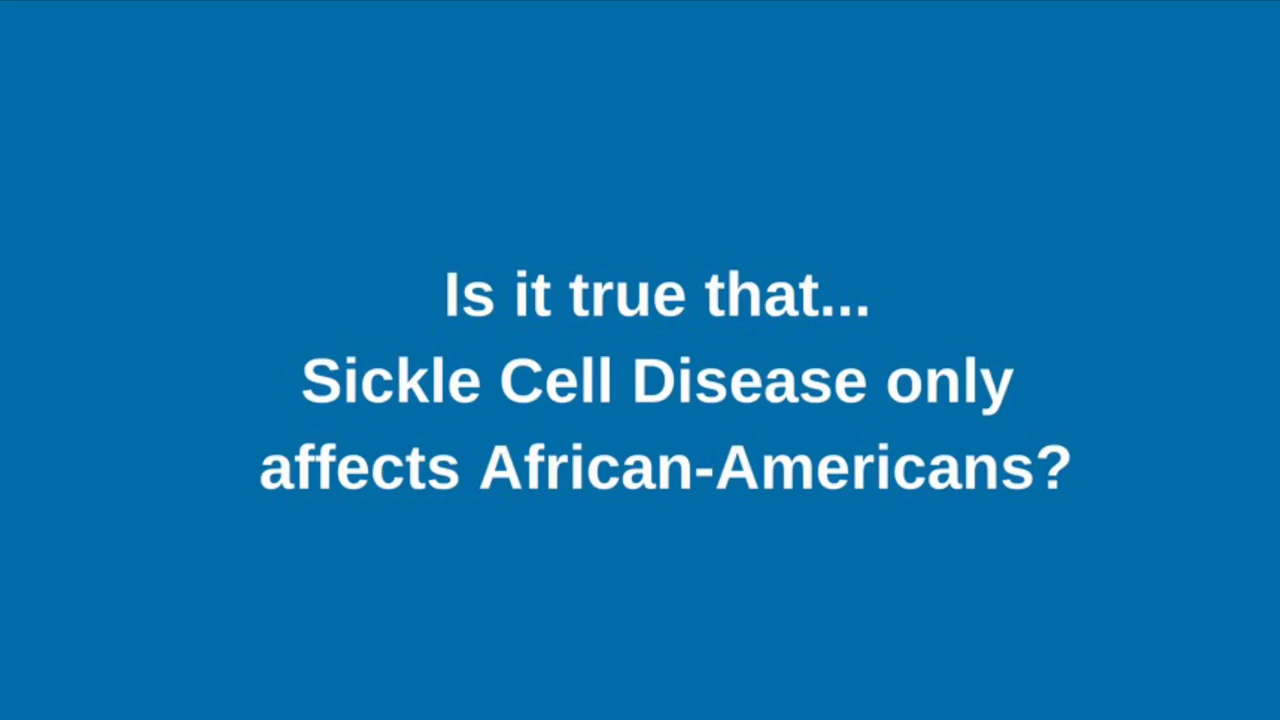 Is it true that...
Sickle Cell Disease only
affects African-Americans?